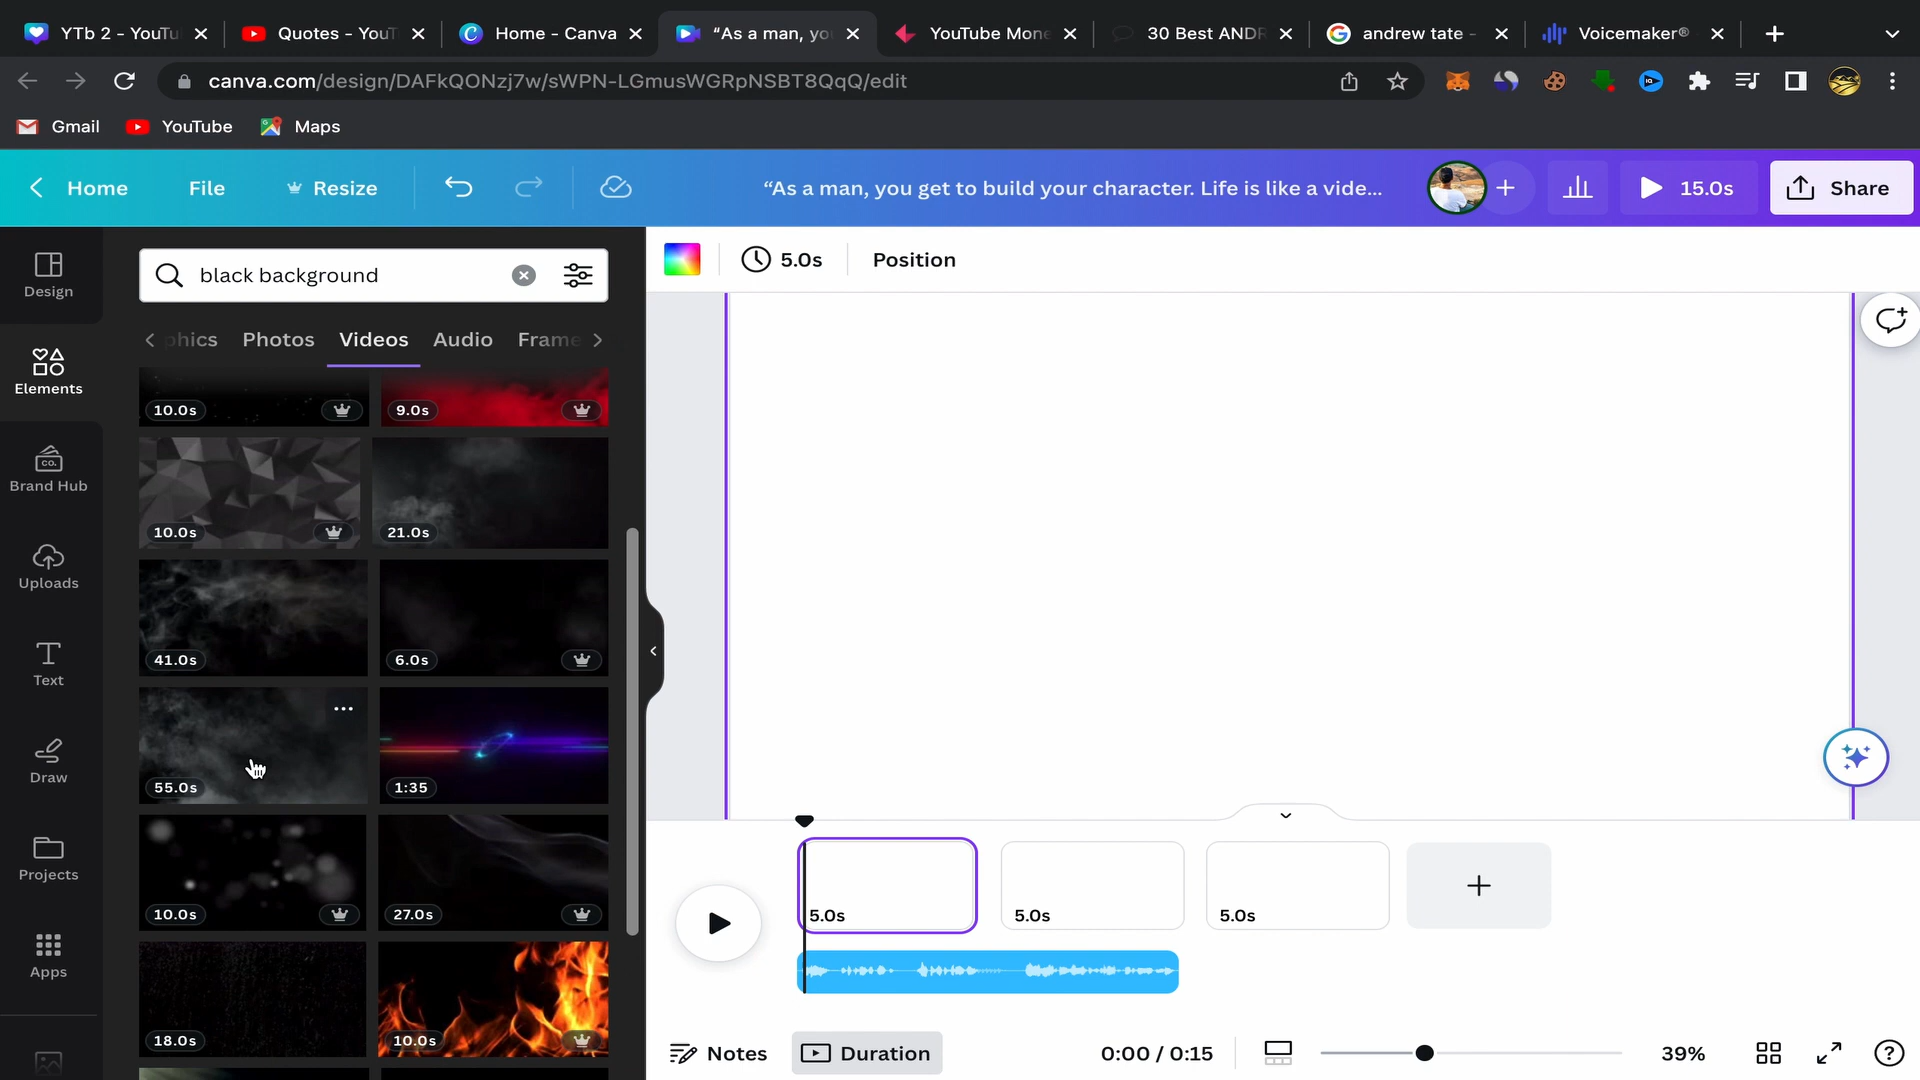 YTb 2 - YouTu
Quotes - YouT
Home - Canva
"As a man, yo
YouTube Mone
30 Best ANDR
andrew tate -
Voicemaker®
canva.com/design/DAFkQONzj7w/sWPN-LGmusWGRpNSBT8QqQ/edit
Gmail
YouTube
Maps
Home
File
Resize
"As a man, you get to build your character. Life is like a vide...
15.0s
Share
Design
Elements
Brand Hub
Uploads
Text
Draw
Projects
Apps
black background
phics
Photos
Videos
Audio
Frame
10.0s
9.0s
10.0s
21.0s
41.0s
6.0s
55.0s
1:35
10.0s
27.0s
18.0s
10.0s
5.0s
Position
5.0s
5.0s
5.0s
Notes
Duration
0:00 / 0:15
39%